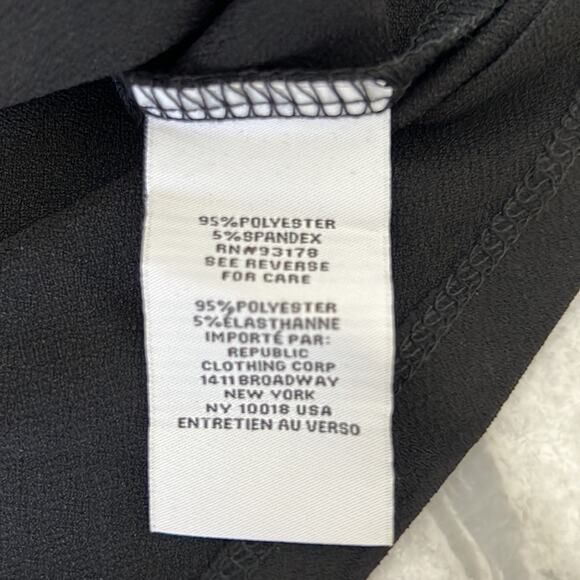 95%POLYESTER
5%SPANDEX
RN#93178
SEE REVERSE
FOR CARE
95%POLYESTER
5%ÉLASTHANNE
IMPORTÉ PAR:
REPUBLIC
CLOTHING CORP
1411 BROADWAY
NEW YORK
NY 10018 USA
ENTRETIEN AU VERSO